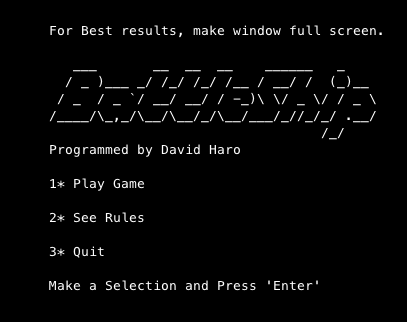 For Best results, make window full screen.
BattleShip
Programmed by David Haro
1* Play Game
2* See Rules
3* Quit
Make a Selection and Press 'Enter'